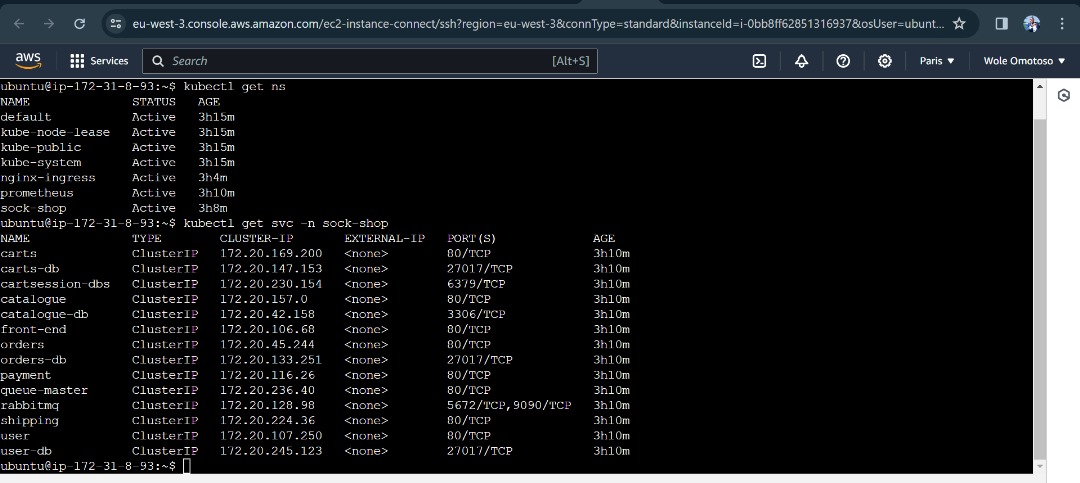 eu-west-3.console.aws.amazon.com/ec2-instance-connect/ssh?region=eu-west-3&connType=standard&instanceId=i-0bb8ff62851316937&osUser=ubunt...
aws Services Search [Alt+S] Paris Wole Omotoso
ubuntu@ip-172-31-8-93:~$ kubectl get ns
NAME STATUS AGE
default Active 3h15m
kube-node-lease Active 3h15m
kube-public Active 3h15m
kube-system Active 3h15m
nginx-ingress Active 3h4m
prometheus Active 3h10m
sock-shop Active 3h8m
ubuntu@ip-172-31-8-93:~$ kubectl get svc -n sock-shop
NAME TYPE CLUSTER-IP EXTERNAL-IP PORT(S) AGE
carts ClusterIP 172.20.169.200 <none> 80/TCP 3h10m
carts-db ClusterIP 172.20.147.153 <none> 27017/TCP 3h10m
cartsession-dbs ClusterIP 172.20.230.154 <none> 6379/TCP 3h10m
catalogue ClusterIP 172.20.157.0 <none> 80/TCP 3h10m
catalogue-db ClusterIP 172.20.42.158 <none> 3306/TCP 3h10m
front-end ClusterIP 172.20.106.68 <none> 80/TCP 3h10m
orders ClusterIP 172.20.45.244 <none> 80/TCP 3h10m
orders-db ClusterIP 172.20.133.251 <none> 27017/TCP 3h10m
payment ClusterIP 172.20.116.26 <none> 80/TCP 3h10m
queue-master ClusterIP 172.20.236.40 <none> 80/TCP 3h10m
rabbitmq ClusterIP 172.20.128.98 <none> 5672/TCP,9090/TCP 3h10m
shipping ClusterIP 172.20.224.36 <none> 80/TCP 3h10m
user ClusterIP 172.20.107.250 <none> 80/TCP 3h10m
user-db ClusterIP 172.20.245.123 <none> 27017/TCP 3h10m
ubuntu@ip-172-31-8-93:~$